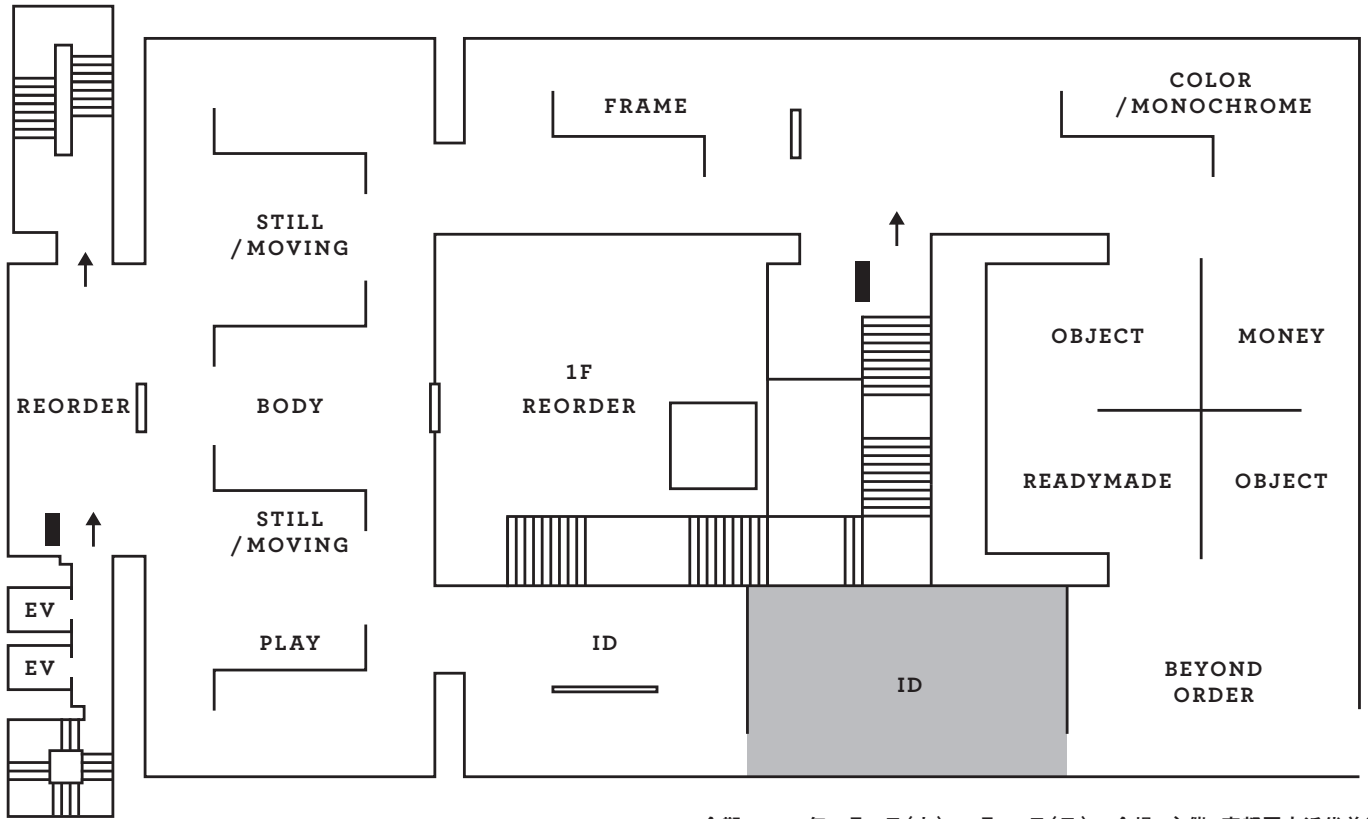 FRAME
COLOR
/MONOCHROME
STILL
/MOVING
OBJECT
MONEY
1F
REORDER
REORDER
BODY
READYMADE
OBJECT
STILL
/MOVING
EV
PLAY
ID
EV
BEYOND
ORDER
ID